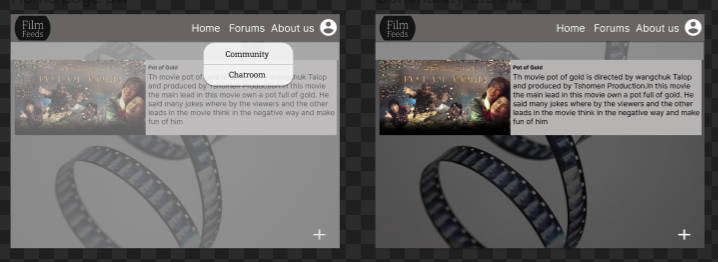 Film
Feeds
Home Forums About us
Community
Chatroom
Pot of Gold
Th movie pot of
wangchuk Talop
and produced by Tshomen Production.In this movie
the main lead in this movie own a pot full of gold. He
said many jokes where by the viewers and the other
leads in the movie think in the negative way and make
fun of him
+
Film
Feeds
Home Forums About us
Pot of Gold
Th movie pot of gold is directed by wangchuk Talop
and produced by Tshomen Production.In this movie
the main lead in this movie own a pot full of gold. He
said many jokes where by the viewers and the other
leads in the movie think in the negative way and make
fun of him
+